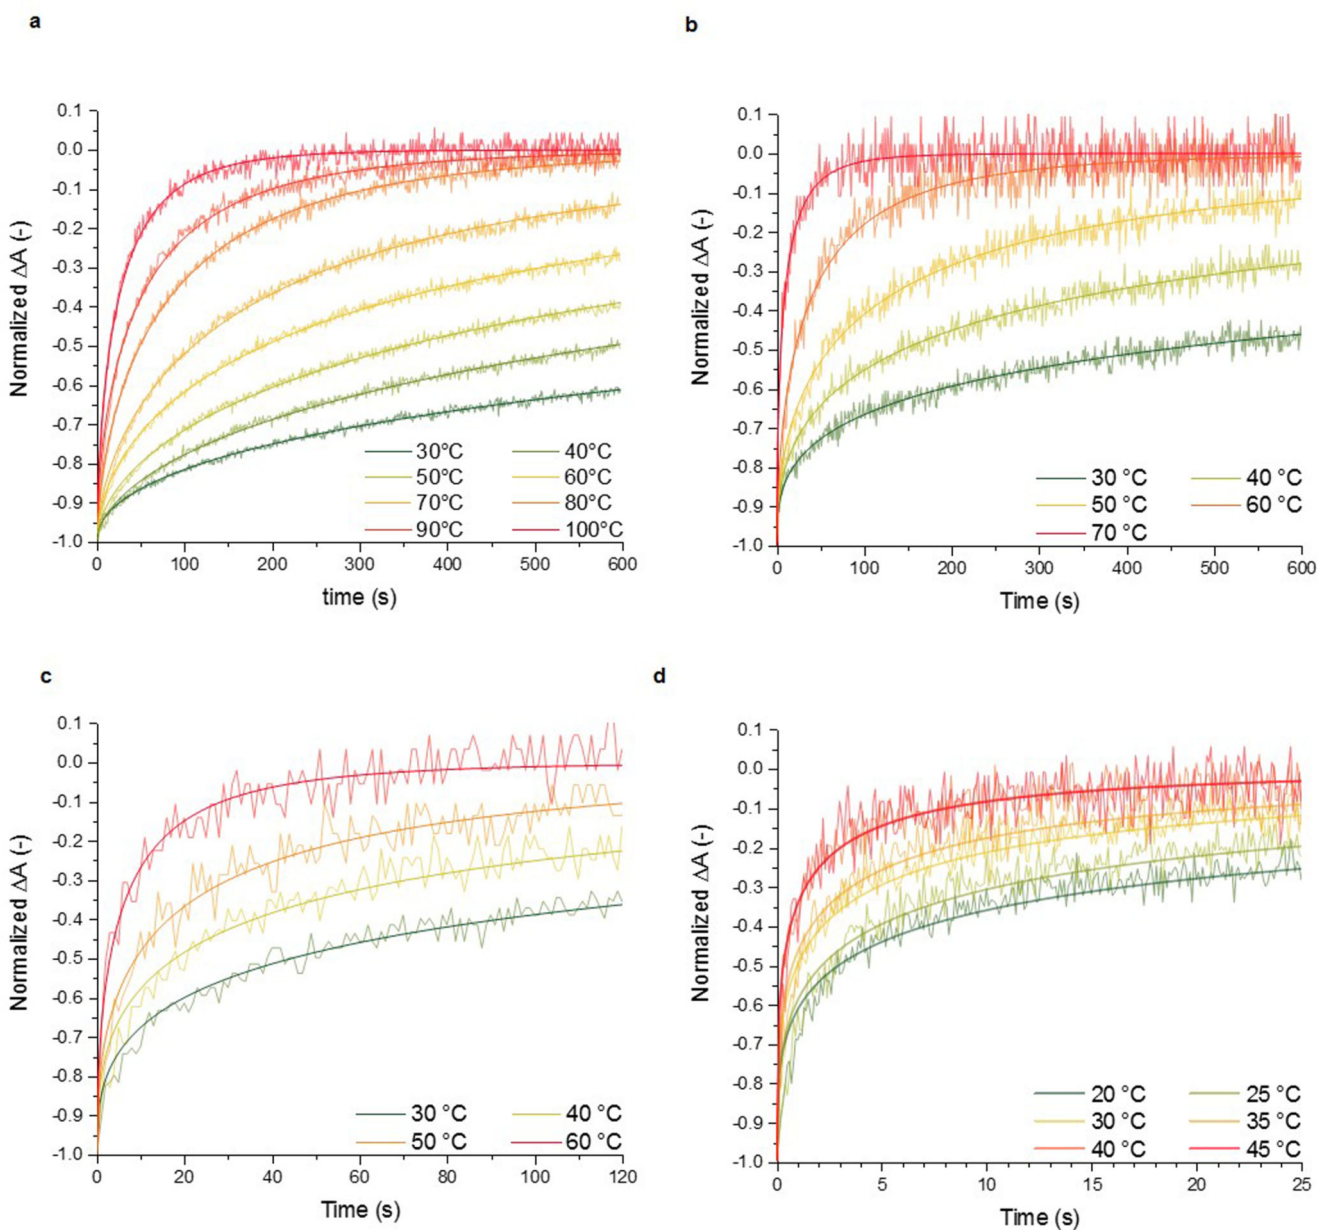 a
0.1
0.0
-0.1
-0.2
-0.3
-0.4
-0.5
-0.6
-0.7
-0.8
-0.9
-1.0
Normalized ΔA (-)
30°C 40°C
50°C 60°C
70°C 80°C
90°C 100°C
0 100 200 300 400 500 600
time (s)
b
0.1
0.0
-0.1
-0.2
-0.3
-0.4
-0.5
-0.6
-0.7
-0.8
-0.9
-1.0
Normalized ΔA (-)
30 °C 40 °C
50 °C 60 °C
70 °C
0 100 200 300 400 500 600
Time (s)
c
0.1
0.0
-0.1
-0.2
-0.3
-0.4
-0.5
-0.6
-0.7
-0.8
-0.9
-1.0
Normalized ΔA (-)
30 °C 40 °C
50 °C 60 °C
0 20 40 60 80 100 120
Time (s)
d
0.1
0.0
-0.1
-0.2
-0.3
-0.4
-0.5
-0.6
-0.7
-0.8
-0.9
-1.0
Normalized ΔA (-)
20 °C 25 °C
30 °C 35 °C
40 °C 45 °C
0 5 10 15 20 25
Time (s)